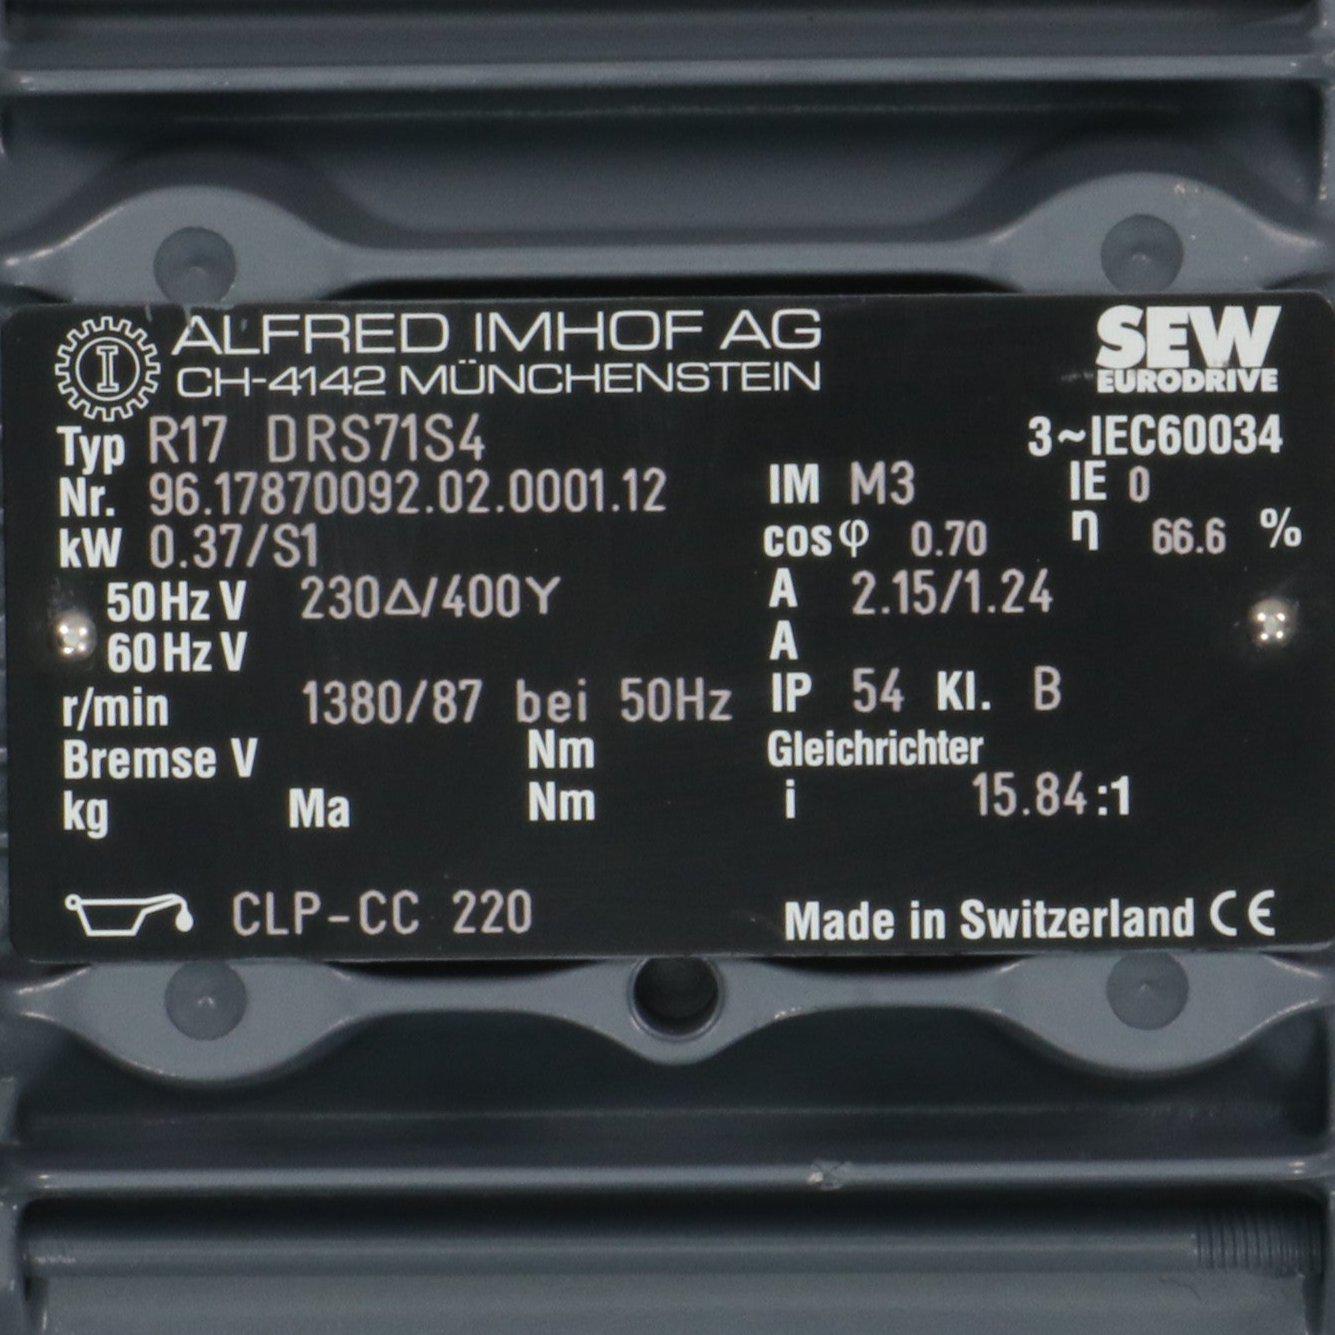 ALFRED IMHOF AG
CH-4142 MÜNCHENSTEIN
SEW
EURODRIVE
Typ R17 DRS71S4
3~IEC60034
Nr. 96.17870092.02.0001.12
IM M3
IE 0
kW 0.37/S1
cos φ 0.70
η 66.6 %
50Hz V 230Δ/400Y
A 2.15/1.24
60Hz V
A
r/min 1380/87 bei 50Hz
IP 54 Kl. B
Bremse V Nm
Gleichrichter
kg Ma Nm
i 15.84:1
CLP-CC 220
Made in Switzerland CE